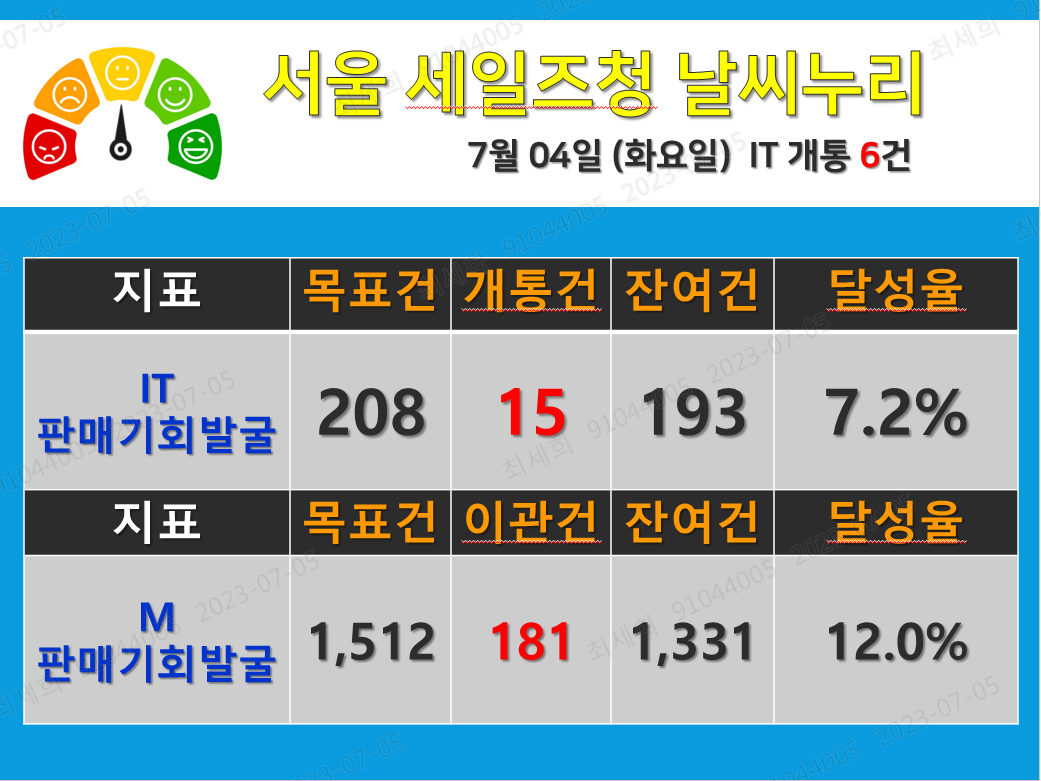 서울 세일즈청 날씨누리
7월 04일 (화요일) IT 개통 6건
지표 목표건 개통건 잔여건 달성율
IT
판매기회발굴 208 15 193 7.2%
지표 목표건 이관건 잔여건 달성율
M
판매기회발굴 1,512 181 1,331 12.0%
최세희 91044005 2023-07-05